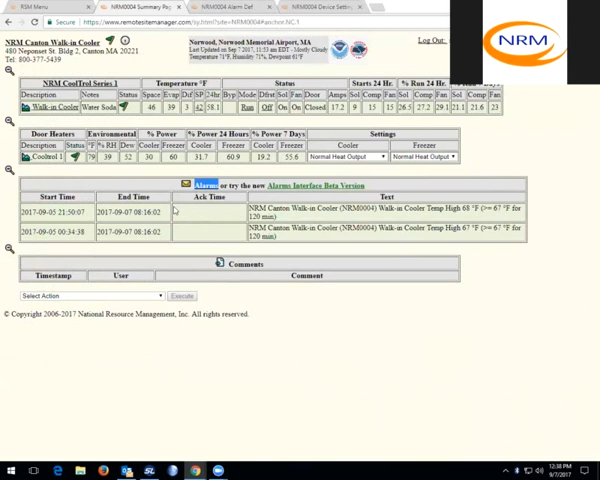 RSM Menu
NRM0004 Summary Pag
NRM0004 Alarm Def
NRM0004 Device Settin
Secure
https://www.remotesitemanager.com/
?site=NRM0004#anchor.NC.1
NRM Canton Walk-in Cooler
480 Neponset St. Bldg 2, Canton MA 02021
Tel: 800-377-5439
Norwood, Norwood Memorial Airport, MA
Last Updated on Sep 7 2017, 11:53 am EDT - Mostly Cloudy
Temperature 71°F, Humidity 71%, Dewpoint 61°F
Log Out:
NRM
NRM CoolTrol Series 1 Temperature °F Status Starts 24 Hr. % Run 24 Hr.
Description Notes Status Space Evap Dif SP 24hr Byp Mode Dfrst Sol Fan Door Amps Sol Comp Fan Sol Comp Fan Sol Comp Fan
Walk-in Cooler Water Soda 46 39 3 42 58.1 Run Off On On Closed 17.2 9 15 15 26.5 27.2 29.1 21.1 21.6 23
Door Heaters Environmental % Power % Power 24 Hours % Power 7 Days Settings
Description Status °F % RH Dew Cooler Freezer Cooler Freezer Cooler Freezer Cooler Freezer
Cooltrol 1 79 39 52 30 60 31.7 60.9 19.2 55.6 Normal Heat Output Normal Heat Output
Alarms or try the new Alarms Interface Beta Version
Start Time End Time Ack Time Text
2017-09-05 21:50:07 2017-09-07 08:16:02 NRM Canton Walk-in Cooler (NRM0004) Walk-in Cooler Temp High 68 °F (>= 67 °F for
120 min)
2017-09-05 00:34:38 2017-09-07 08:16:02 NRM Canton Walk-in Cooler (NRM0004) Walk-in Cooler Temp High 67 °F (>= 67 °F for
120 min)
Comments
Timestamp User Comment
Select Action Execute
© Copyright 2006-2017 National Resource Management, Inc. All rights reserved.
12:38 PM
9/7/2017